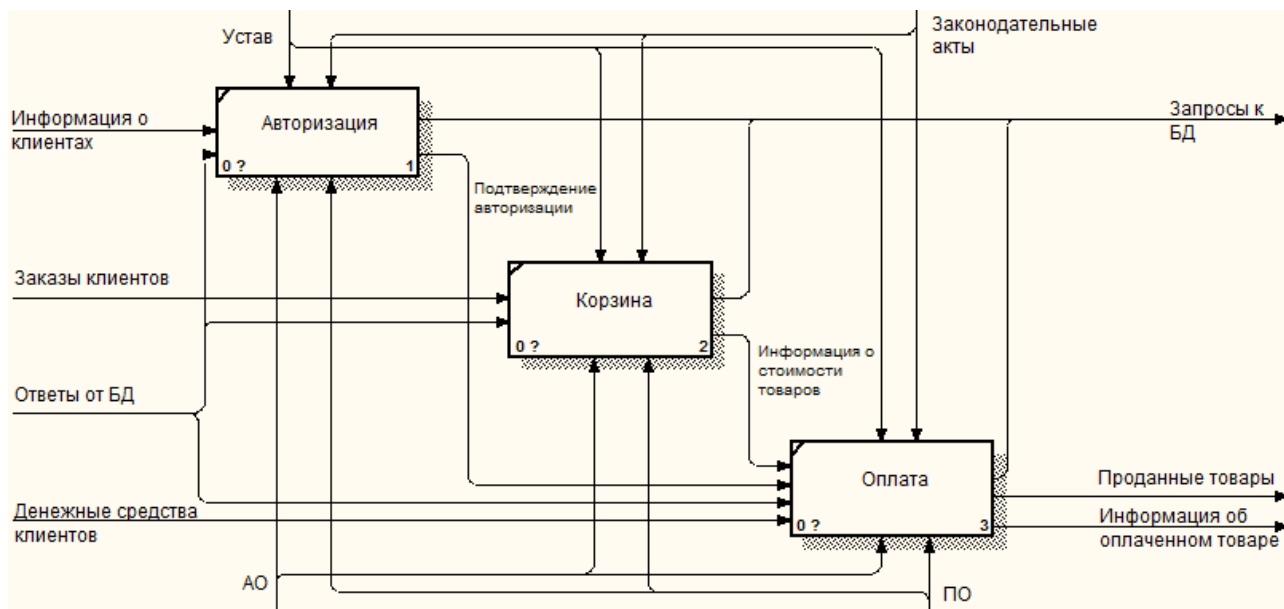 Устав
Законодательные
акты
Информация о
клиентах
Авторизация
0 ?
1
Запросы к
БД
Подтверждение
авторизации
Заказы клиентов
Корзина
0 ?
2
Информация о
стоимости
товаров
Ответы от БД
Оплата
0 ?
3
Проданные товары
Информация об
оплаченном товаре
Денежные средства
клиентов
АО
ПО